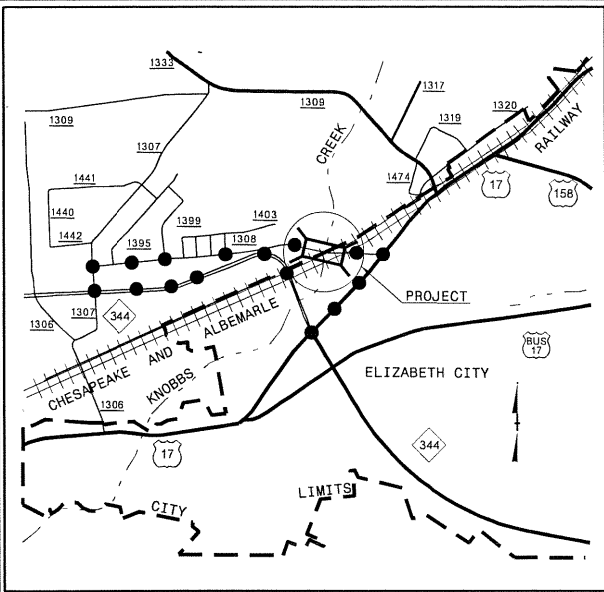 1333
1317
1309
1320
1319
1309
CREEK
RAILWAY
1307
1441
1474
17
158
1440
1399
1403
1442
1395
1308
PROJECT
1307
344
1306
CHESAPEAKE AND ALBEMARLE
BUS 17
KNOBBS
ELIZABETH CITY
1306
17
344
LIMITS
CITY